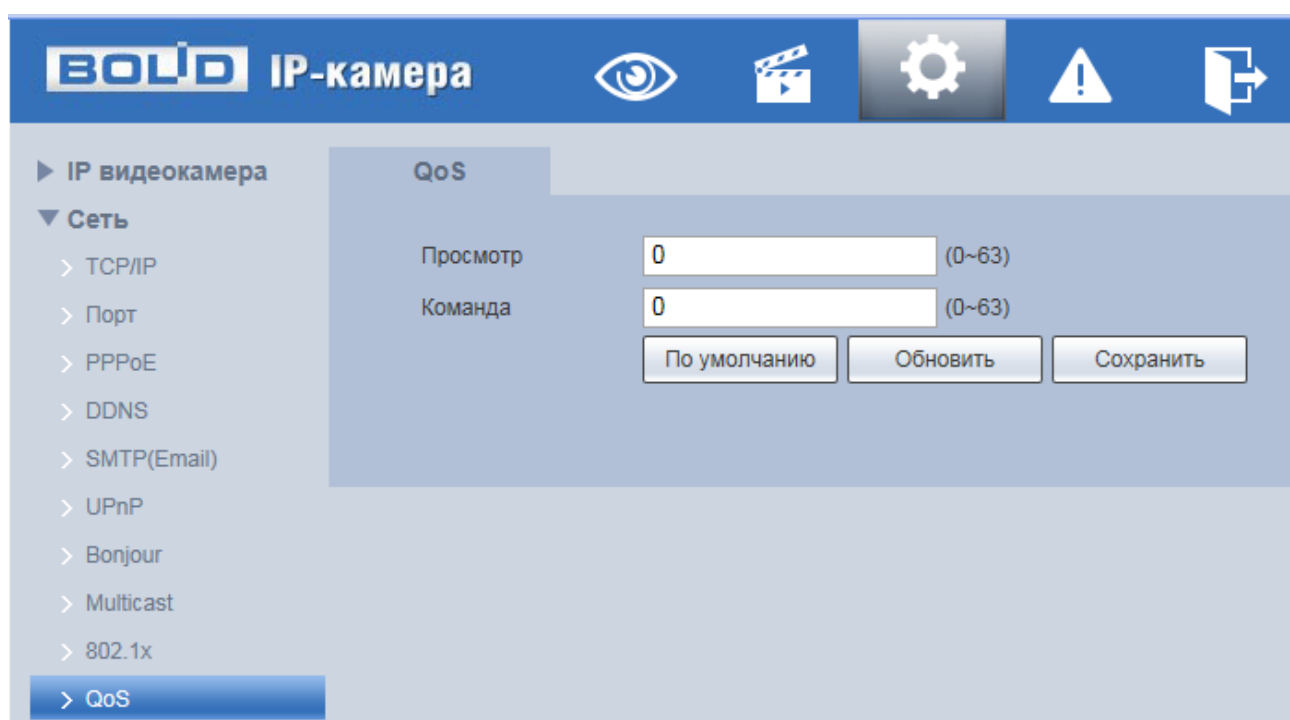 BOLID IP-камера
IP видеокамера
Сеть
TCP/IP
Порт
PPPoE
DDNS
SMTP(Email)
UPnP
Bonjour
Multicast
802.1x
QoS
QoS
Просмотр 0 (0~63)
Команда 0 (0~63)
По умолчанию Обновить Сохранить